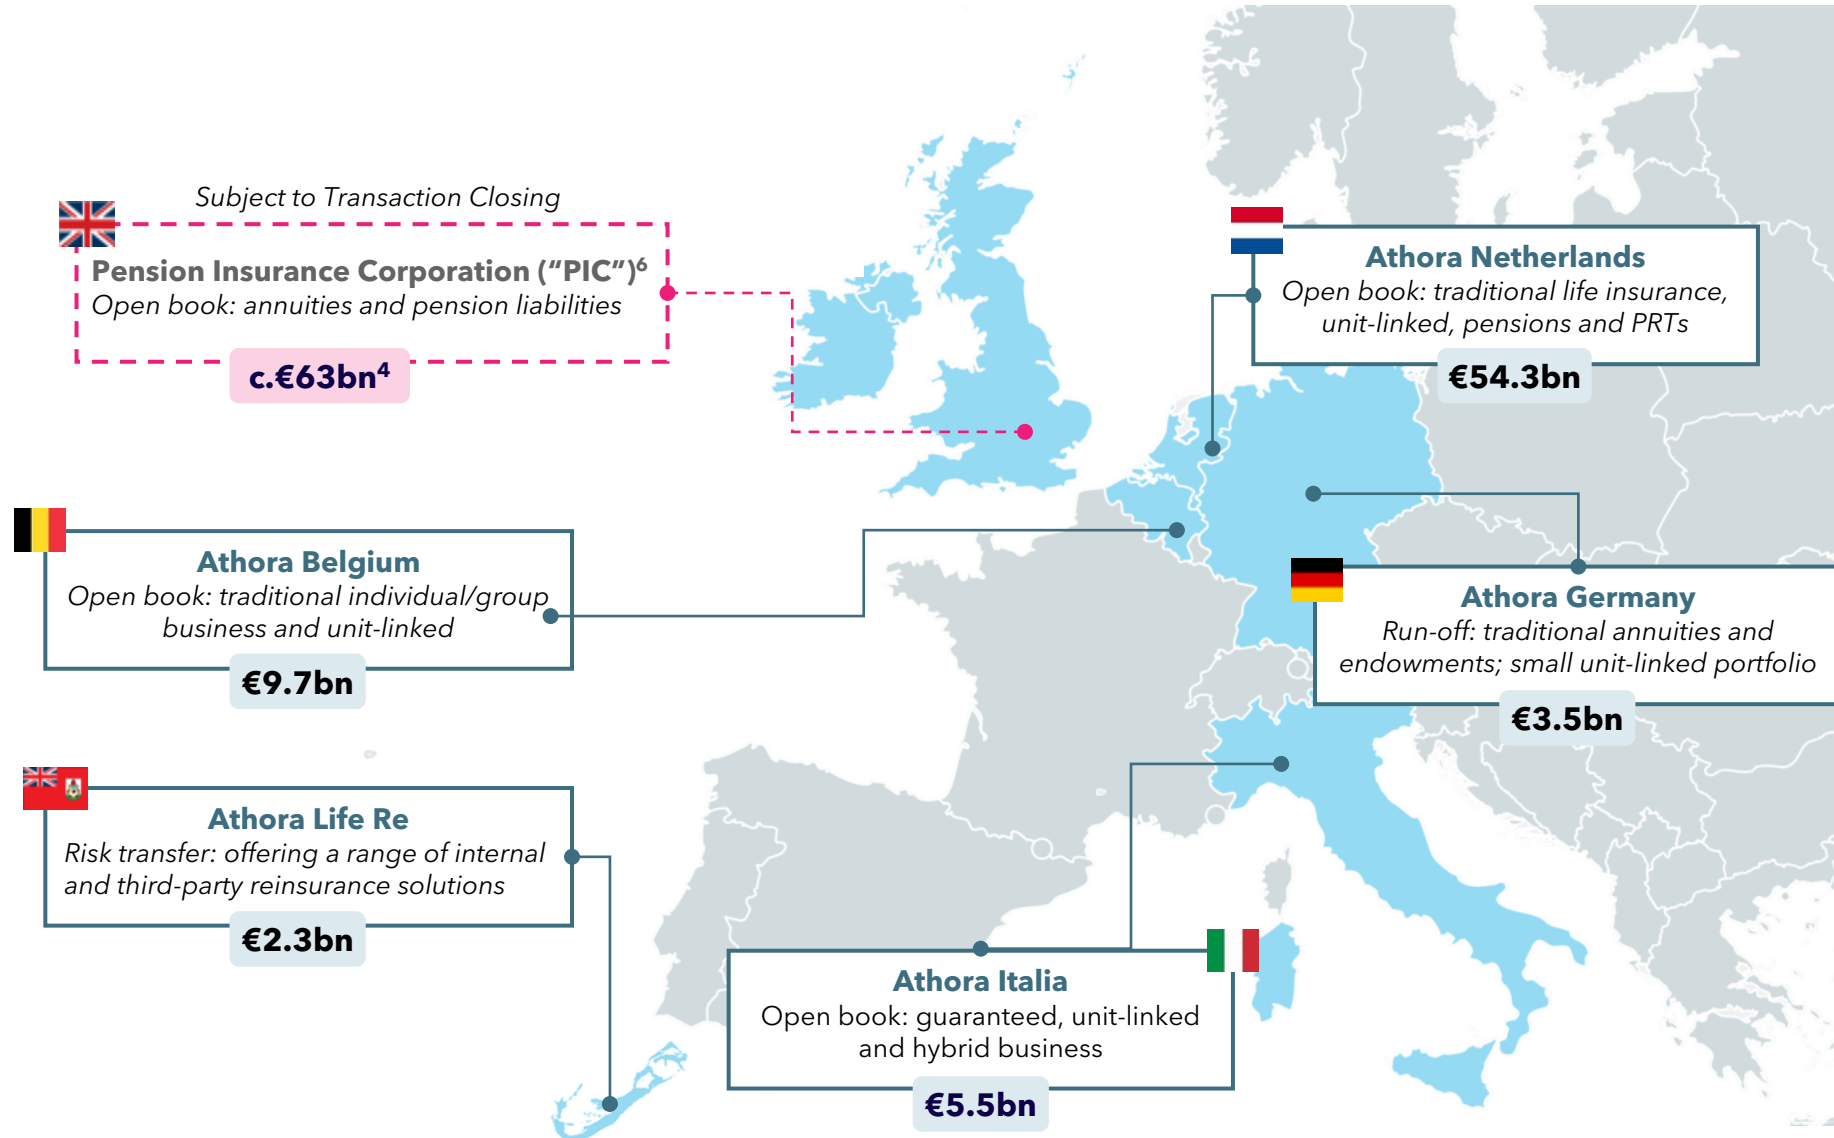 Subject to Transaction Closing
Pension Insurance Corporation (“PIC”)⁶
Open book: annuities and pension liabilities
c.€63bn⁴
Athora Netherlands
Open book: traditional life insurance,
unit-linked, pensions and PRTs
€54.3bn
Athora Belgium
Open book: traditional individual/group
business and unit-linked
€9.7bn
Athora Germany
Run-off: traditional annuities and
endowments; small unit-linked portfolio
€3.5bn
Athora Life Re
Risk transfer: offering a range of internal
and third-party reinsurance solutions
€2.3bn
Athora Italia
Open book: guaranteed, unit-linked
and hybrid business
€5.5bn